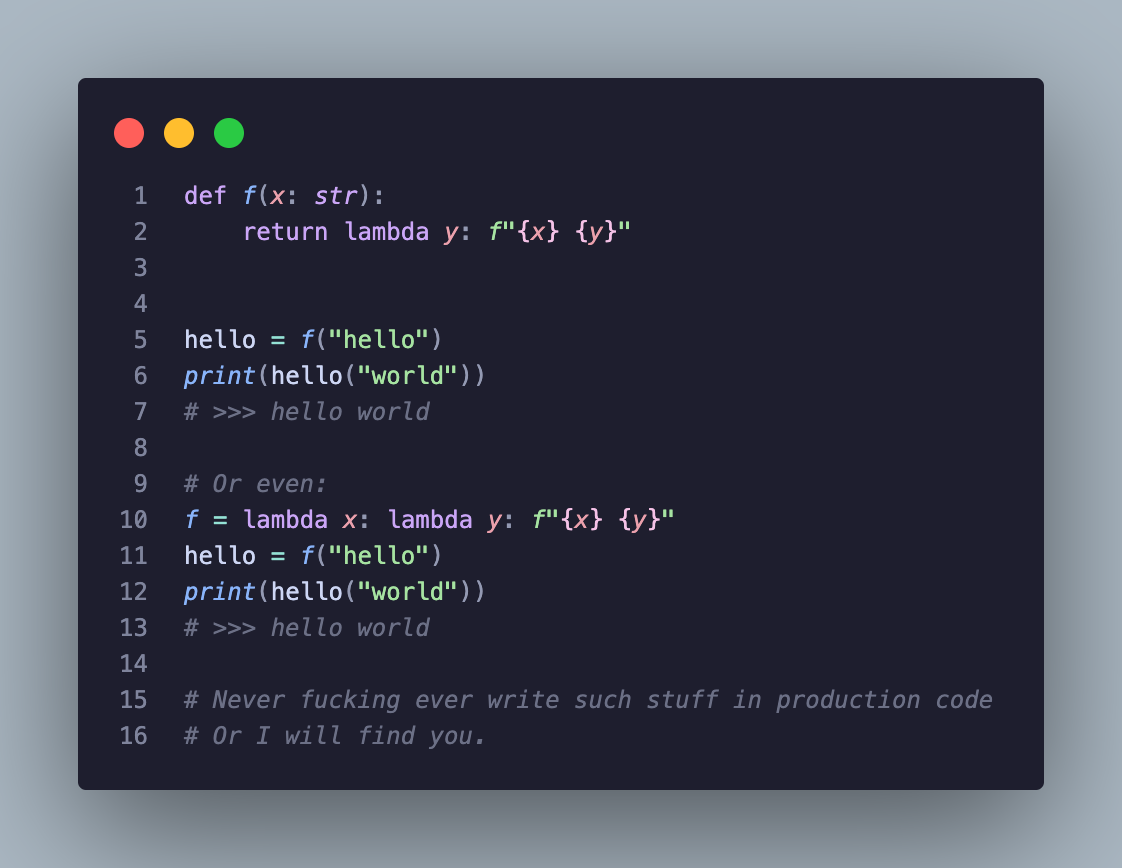 1 def f(x: str):
2     return lambda y: f"{x} {y}"
3
4
5 hello = f("hello")
6 print(hello("world"))
7 # >>> hello world
8
9 # Or even:
10 f = lambda x: lambda y: f"{x} {y}"
11 hello = f("hello")
12 print(hello("world"))
13 # >>> hello world
14
15 # Never fucking ever write such stuff in production code
16 # Or I will find you.